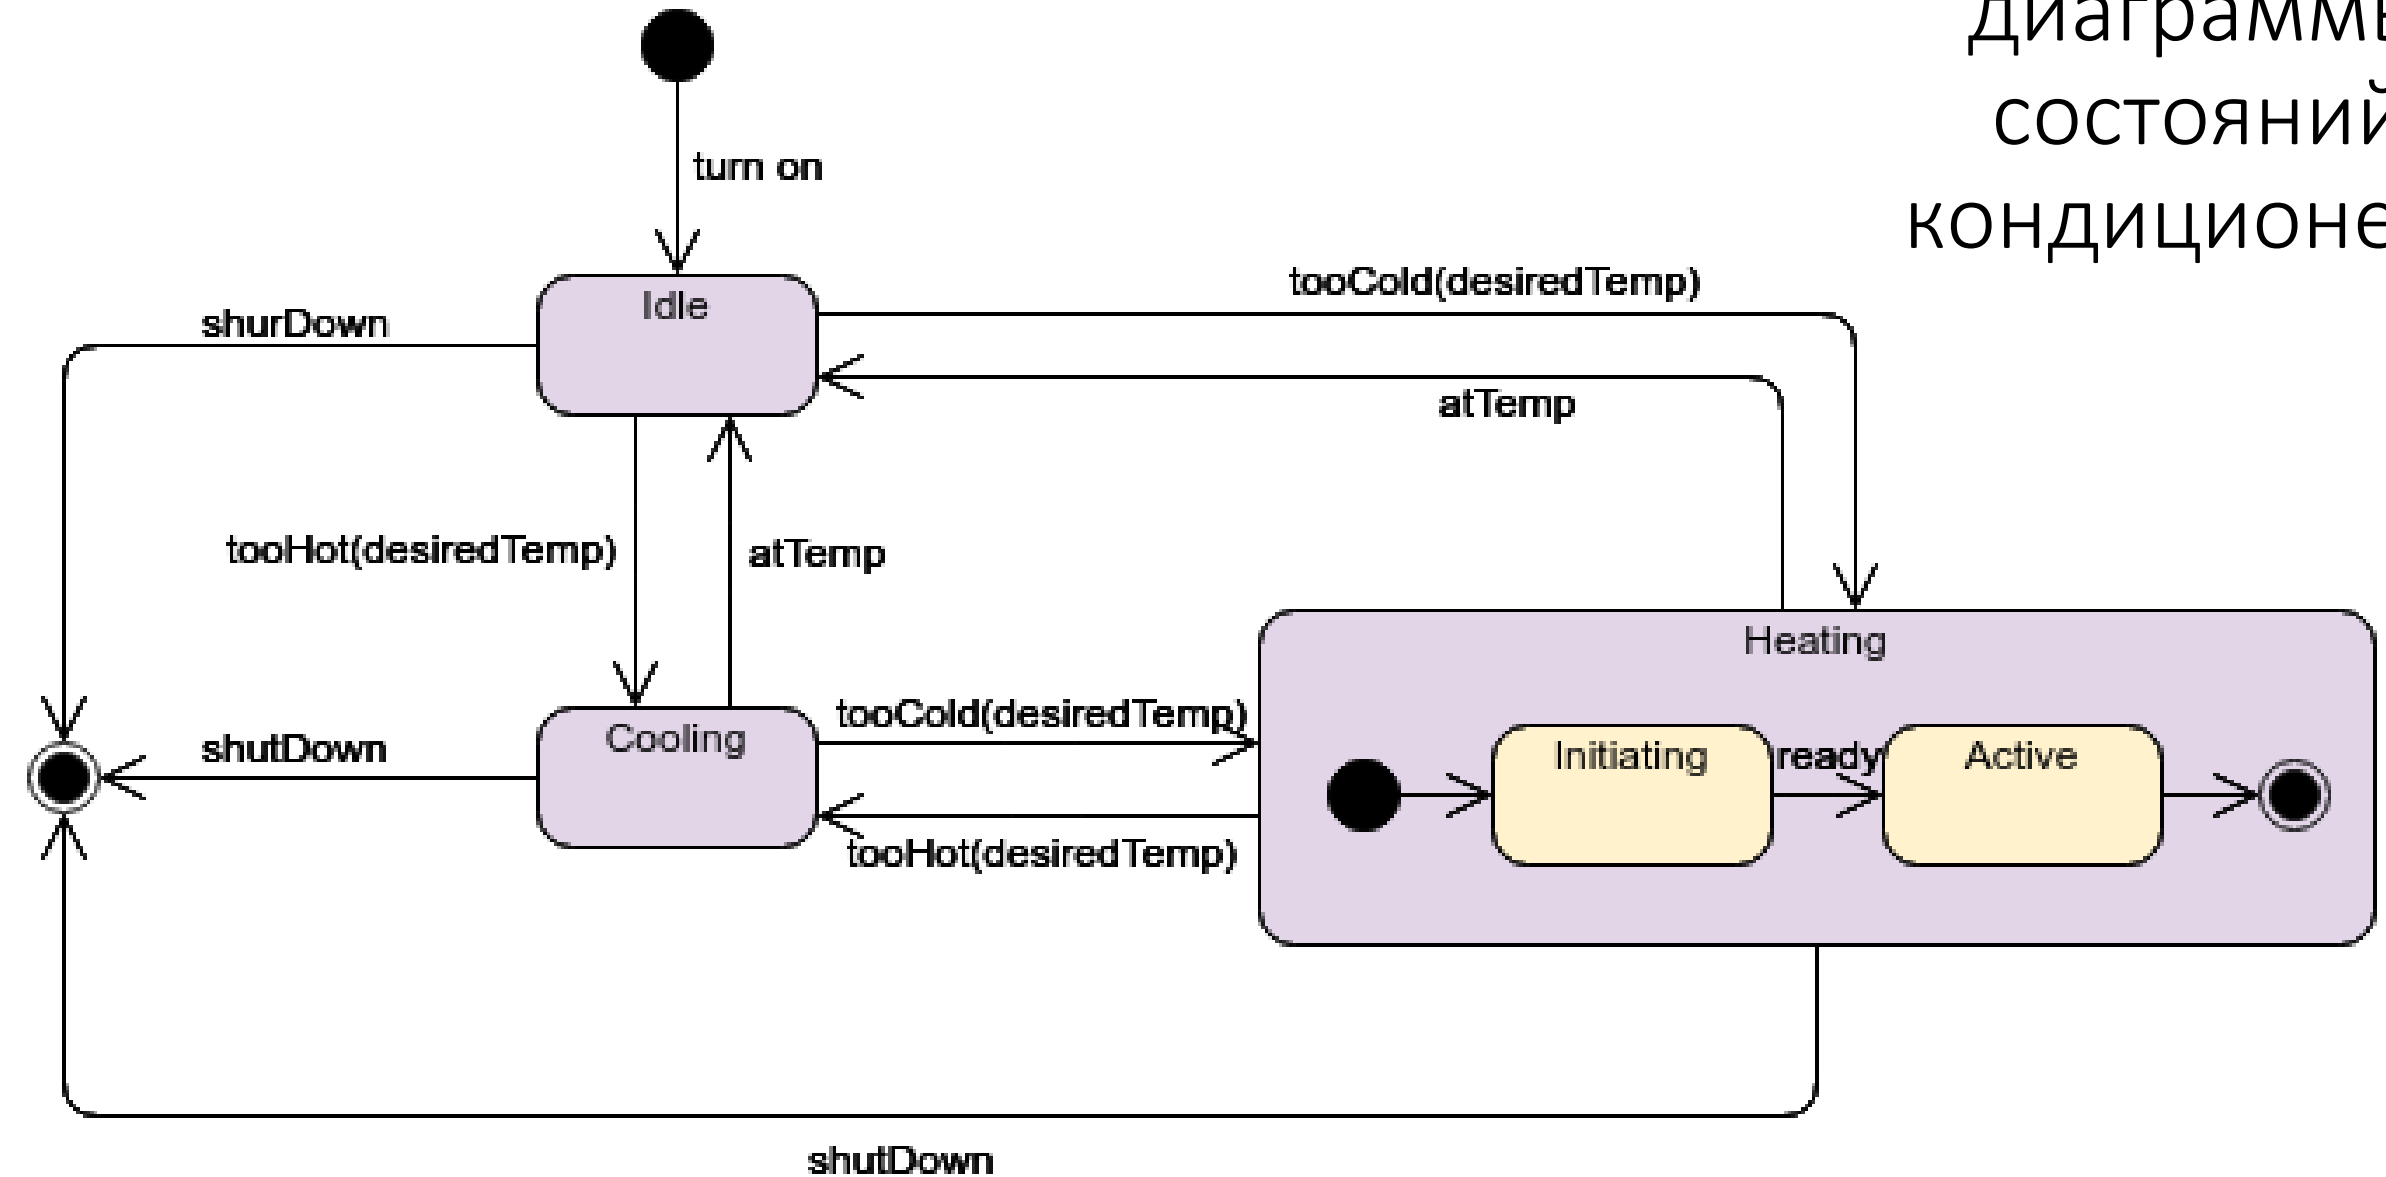 диаграммы
состояний
turn on
tooCold(desiredTemp)
Idle
shurDown
atTemp
tooHot(desiredTemp)
atTemp
Heating
tooCold(desiredTemp)
Cooling
shutDown
Initiating
ready
Active
tooHot(desiredTemp)
shutDown